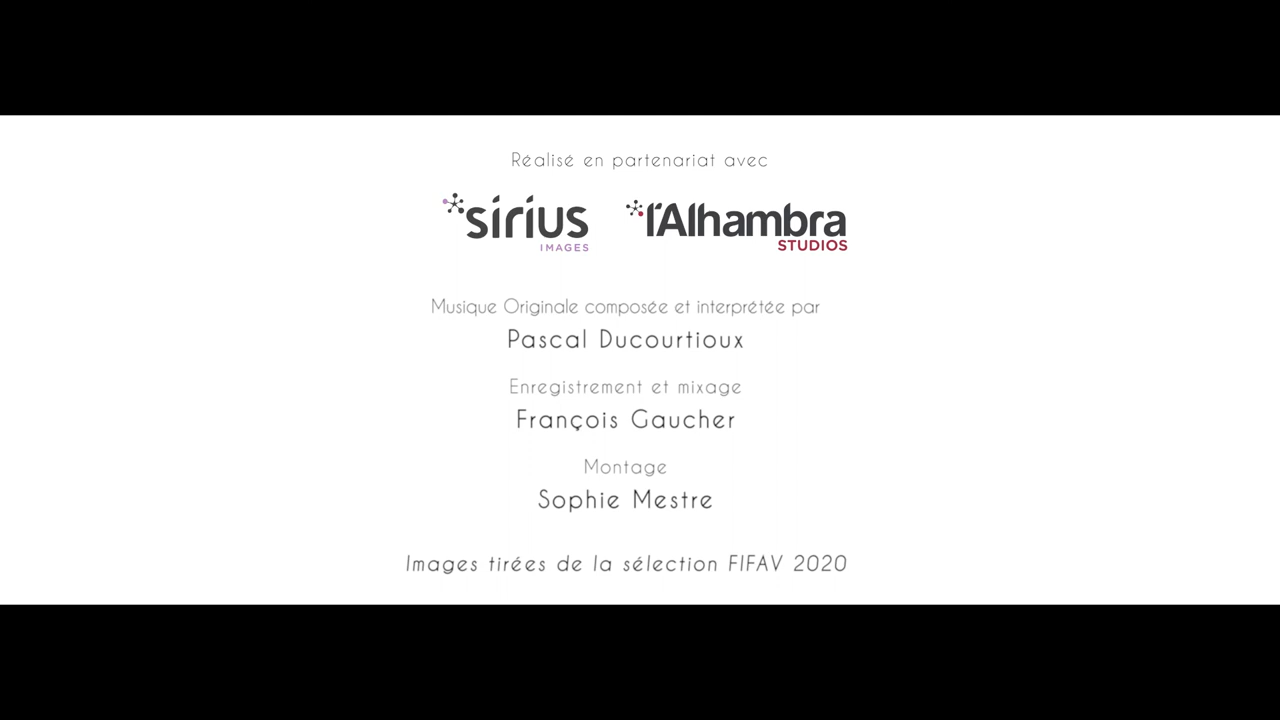 Réalisé en partenariat avec
sirius IMAGES
l'Alhambra STUDIOS
Musique Originale composée et interprétée par
Pascal Ducourtioux
Enregistrement et mixage
François Gaucher
Montage
Sophie Mestre
Images tirées de la sélection FIFAV 2020